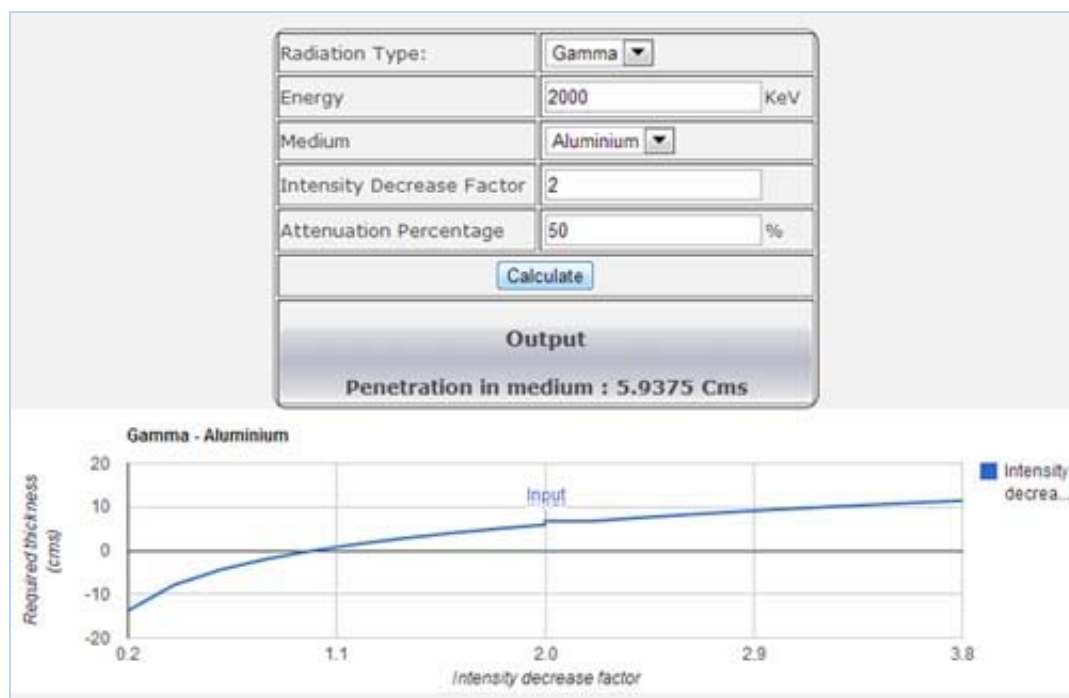 Radiation Type: Gamma
Energy 2000 KeV
Medium Aluminium
Intensity Decrease Factor 2
Attenuation Percentage 50 %
Calculate
Output
Penetration in medium : 5.9375 Cms
Gamma - Aluminium
Required thickness
(cms)
20
10
0
-10
-20
Input
Intensity
decrea...
0.2 1.1 2.0 2.9 3.8
Intensity decrease factor